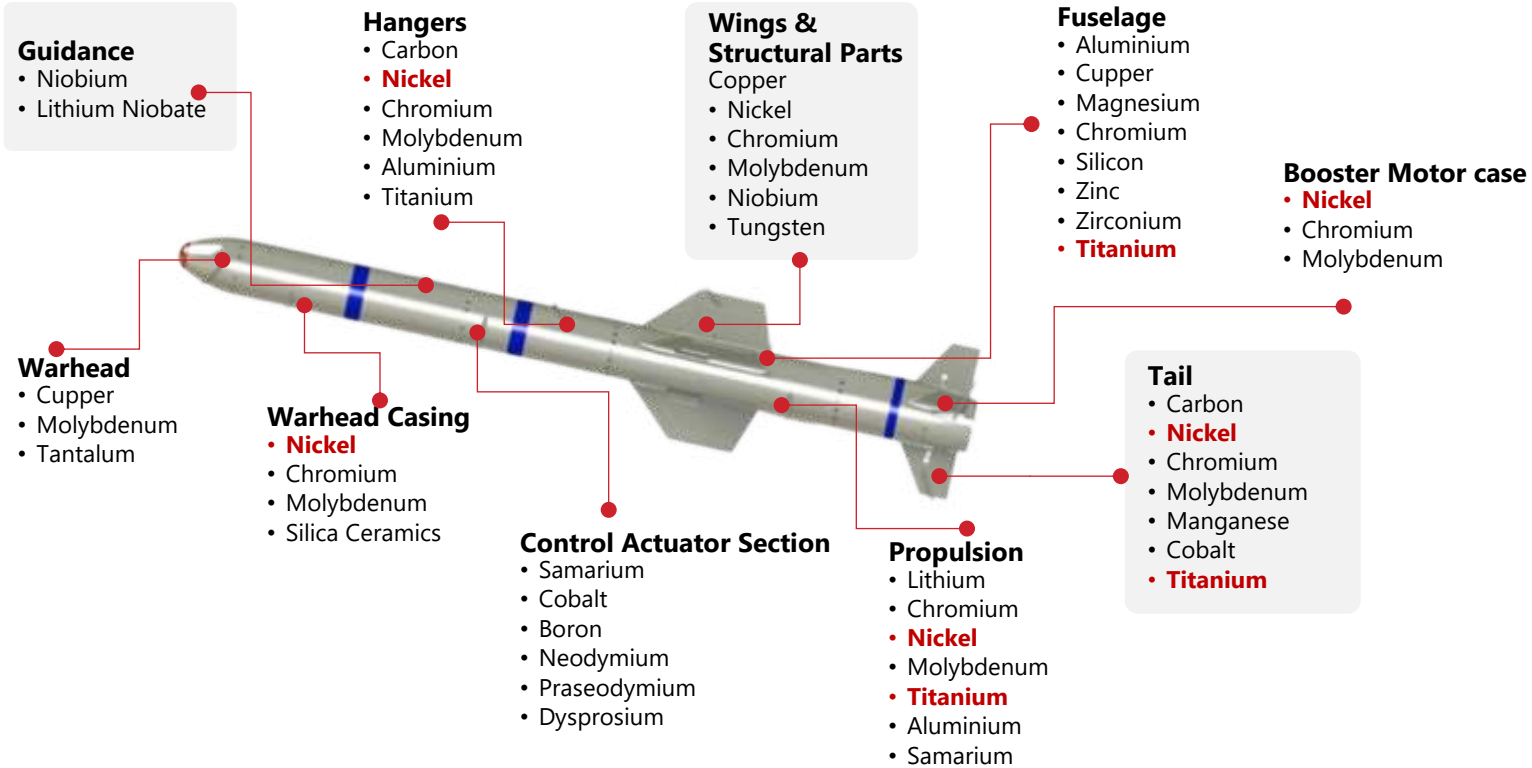 Guidance
• Niobium
• Lithium Niobate
Hangers
• Carbon
• Nickel
• Chromium
• Molybdenum
• Aluminium
• Titanium
Wings &
Structural Parts
Copper
• Nickel
• Chromium
• Molybdenum
• Niobium
• Tungsten
Fuselage
• Aluminium
• Cupper
• Magnesium
• Chromium
• Silicon
• Zinc
• Zirconium
• Titanium
Booster Motor case
• Nickel
• Chromium
• Molybdenum
Warhead
• Cupper
• Molybdenum
• Tantalum
Warhead Casing
• Nickel
• Chromium
• Molybdenum
• Silica Ceramics
Control Actuator Section
• Samarium
• Cobalt
• Boron
• Neodymium
• Praseodymium
• Dysprosium
Propulsion
• Lithium
• Chromium
• Nickel
• Molybdenum
• Titanium
• Aluminium
• Samarium
Tail
• Carbon
• Nickel
• Chromium
• Molybdenum
• Manganese
• Cobalt
• Titanium